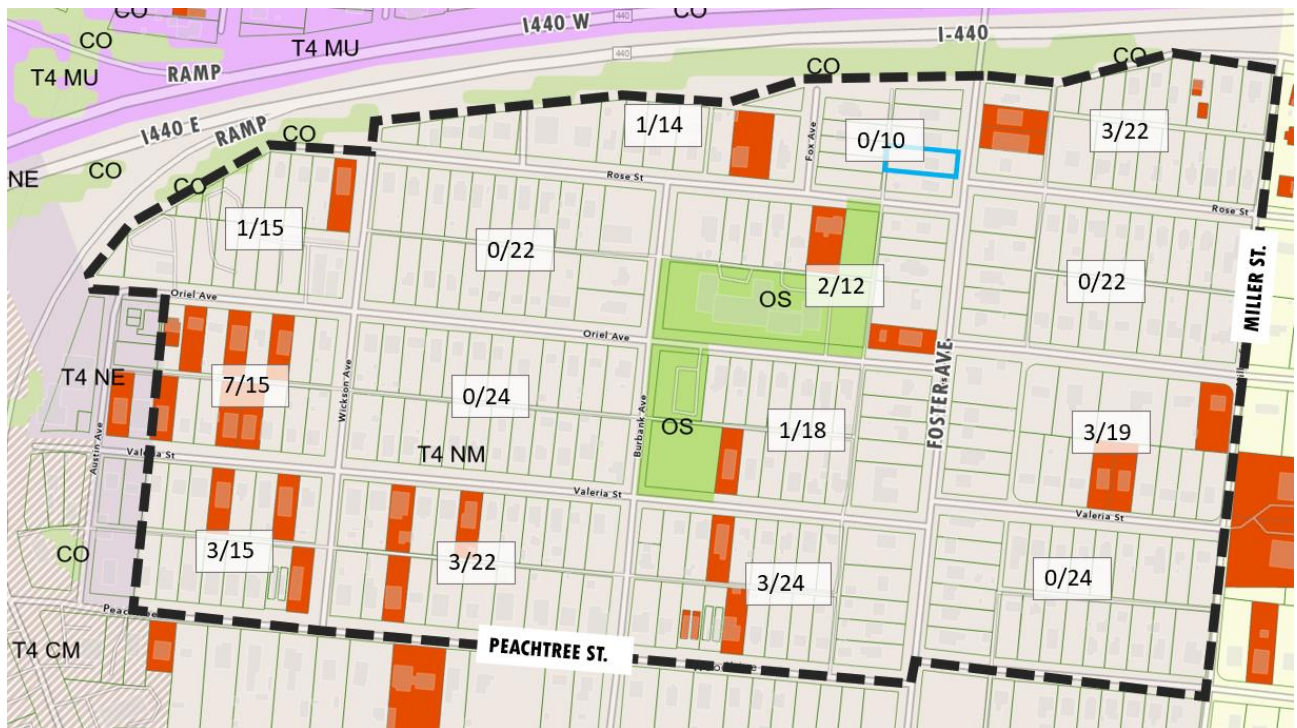 CO
CO
I440 W
440
T4 MU
CO
T4 MU
RAMP
440
I-440
CO
CO
I440 E
RAMP
CO
1/14
3/22
Fox Ave
0/10
NE
CO
CO
Rose St
Rose St
1/15
0/22
2/12
0/22
OS
Oriel Ave
Oriel Ave
MILLER ST.
T4 NE
7/15
Wickson Ave
0/24
Burbank Ave
OS
1/18
FOSTER AVE
3/19
T4 NM
Austin Ave
Valeria St
Valeria St
Valeria St
CO
3/15
3/22
3/24
0/24
T4 CM
PEACHTREE ST.